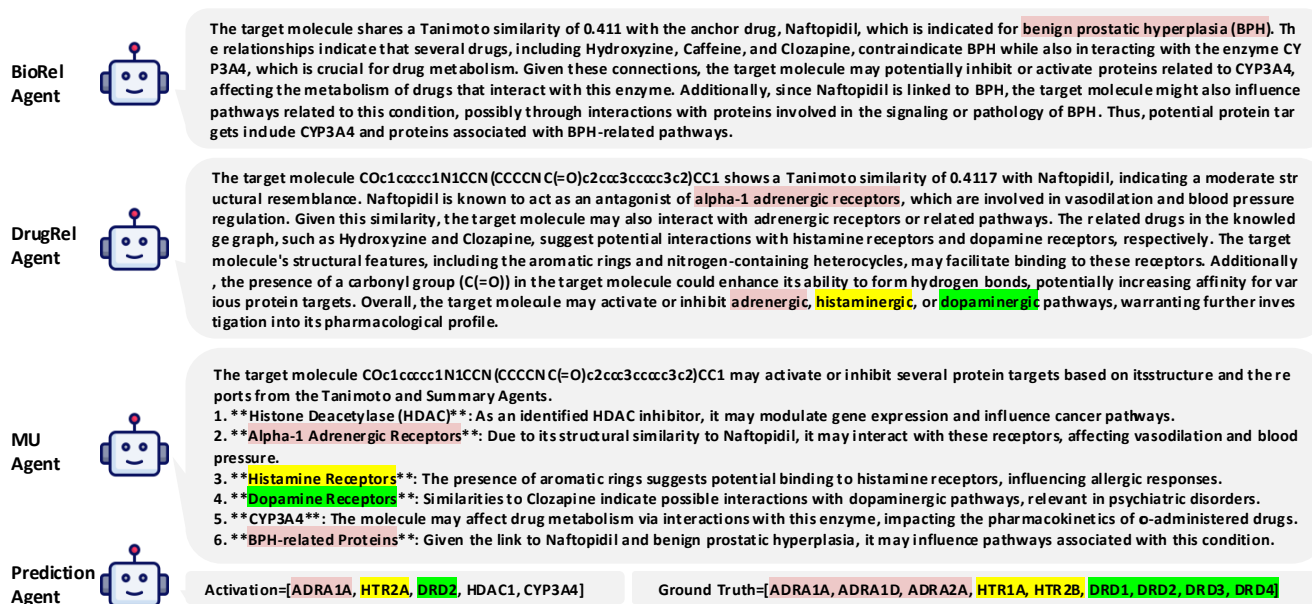 The target molecule shares a Tanimoto similarity of 0.411 with the anchor drug, Naftopidil, which is indicated for benign prostatic hyperplasia (BPH). Th
e relationships indicate that several drugs, including Hydroxyzine, Caffeine, and Clozapine, contraindicate BPH while also in teracting with the enzyme CY
P3A4, which is crucial for drug metabolism. Given these connections, the target molecule may potentially inhibit or activate proteins related to CYP3A4,
affecting the metabolism of drugs that interact with this enzyme. Additionally, since Naftopidil is linked to BPH, the target molecule might also influence
pathways related to this condition, possibly through interactions with proteins involved in the signaling or pathology of BPH. Thus, potential protein tar
gets include CYP3A4 and proteins associated with BPH-related pathways.
BioRel
Agent
The target molecule COc1ccccc1N1CCN(CCCCNC(=O)c2ccc3ccccc3c2)CC1 shows a Tanimoto similarity of 0.4117 with Naftopidil, indicating a moderate str
uctural resemblance. Naftopidil is known to act as an antagonist of alpha-1 adrenergic receptors, which are involved in vasodilation and blood pressure
regulation. Given this similarity, the target molecule may also interact with adrenergic receptors or related pathways. The related drugs in the knowled
ge graph, such as Hydroxyzine and Clozapine, suggest potential interactions with histamine receptors and dopamine receptors, respectively. The target
molecule's structural features, including the aromatic rings and nitrogen-containing heterocycles, may facilitate binding to these receptors. Additionally
, the presence of a carbonyl group (C(=O)) in the target molecule could enhance its ability to form hydrogen bonds, potentially increasing affinity for var
ious protein targets. Overall, the target molecule may activate or inhibit adrenergic, histaminergic, or dopaminergic pathways, warranting further inves
tigation into its pharmacological profile.
DrugRel
Agent
The target molecule COc1ccccc1N1CCN(CCCCNC(=O)c2ccc3ccccc3c2)CC1 may activate or inhibit several protein targets based on itsstructure and the re
ports from the Tanimoto and Summary Agents.
1. **Histone Deacetylase (HDAC)**: As an identified HDAC inhibitor, it may modulate gene expression and influence cancer pathways.
2. **Alpha-1 Adrenergic Receptors**: Due to its structural similarity to Naftopidil, it may interact with these receptors, affecting vasodilation and blood
pressure.
3. **Histamine Receptors**: The presence of aromatic rings suggests potential binding to histamine receptors, influencing allergic responses.
4. **Dopamine Receptors**: Similarities to Clozapine indicate possible interactions with dopaminergic pathways, relevant in psychiatric disorders.
5. **CYP3A4**: The molecule may affect drug metabolism via interactions with this enzyme, impacting the pharmacokinetics of co-administered drugs.
6. **BPH-related Proteins**: Given the link to Naftopidil and benign prostatic hyperplasia, it may influence pathways associated with this condition.
MU
Agent
Prediction
Agent
Activation=[ADRA1A, HTR2A, DRD2, HDAC1, CYP3A4]
Ground Truth=[ADRA1A, ADRA1D, ADRA2A, HTR1A, HTR2B, DRD1, DRD2, DRD3, DRD4]